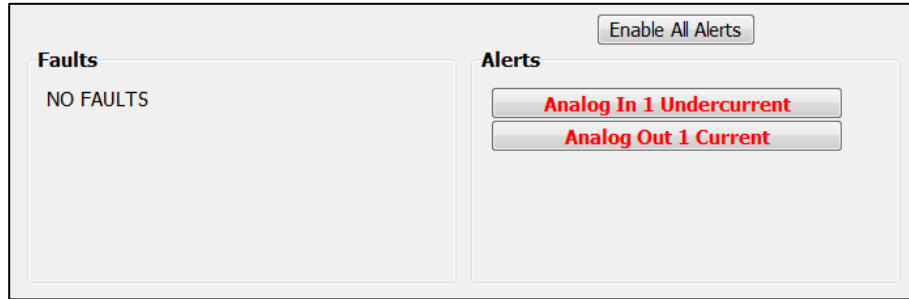 Enable All Alerts
Faults
NO FAULTS
Alerts
Analog In 1 Undercurrent
Analog Out 1 Current